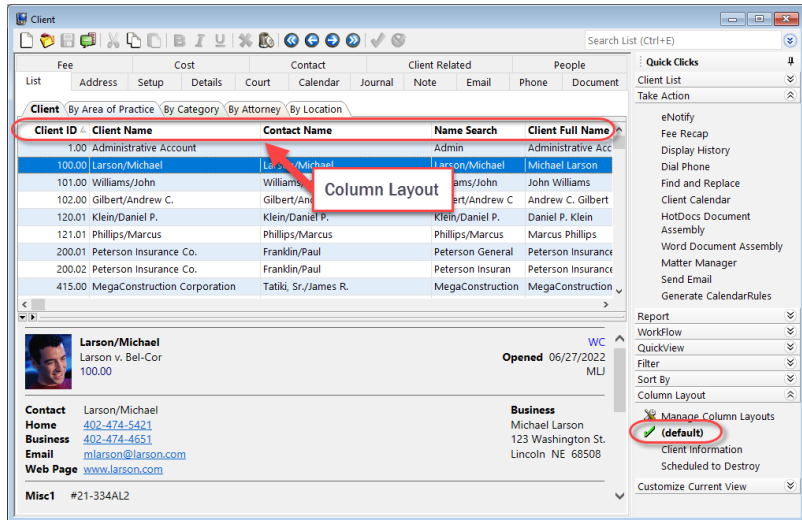 Client
B I U
Search List (Ctrl+E)
Fee Cost Contact Client Related People
List Address Setup Details Court Calendar Journal Note Email Phone Document
Client By Area of Practice By Category By Attorney By Location
Client ID Client Name Contact Name Name Search Client Full Name
1.00 Administrative Account Admin Administrative Acc
100.00 Larson/Michael Larson/Michael Larson/Michael Michael Larson
101.00 Williams/John Williams ams/John John Williams
102.00 Gilbert/Andrew C. Gilbert/An ert/Andrew C Andrew C. Gilbert
120.01 Klein/Daniel P. Klein/Daniel P. Klein/Daniel P. Daniel P. Klein
121.01 Phillips/Marcus Phillips/Marcus Phillips/Marcus Marcus Phillips
200.01 Peterson Insurance Co. Franklin/Paul Peterson General Peterson Insurance
200.02 Peterson Insurance Co. Franklin/Paul Peterson Insuran Peterson Insurance
415.00 MegaConstruction Corporation Tatiki, Sr./James R. MegaConstruction MegaConstruction
Column Layout
Larson/Michael WC
Larson v. Bel-Cor Opened 06/27/2022
100.00 MLJ
Contact Larson/Michael Business
Home 402-474-5421 Michael Larson
Business 402-474-4651 123 Washington St.
Email mlarson@larson.com Lincoln NE 68508
Web Page www.larson.com
Misc1 #21-334AL2
Quick Clicks
Client List
Take Action
eNotify
Fee Recap
Display History
Dial Phone
Find and Replace
Client Calendar
HotDocs Document
Assembly
Word Document Assembly
Matter Manager
Send Email
Generate CalendarRules
Report
WorkFlow
QuickView
Filter
Sort By
Column Layout
Manage Column Layouts
(default)
Client Information
Scheduled to Destroy
Customize Current View